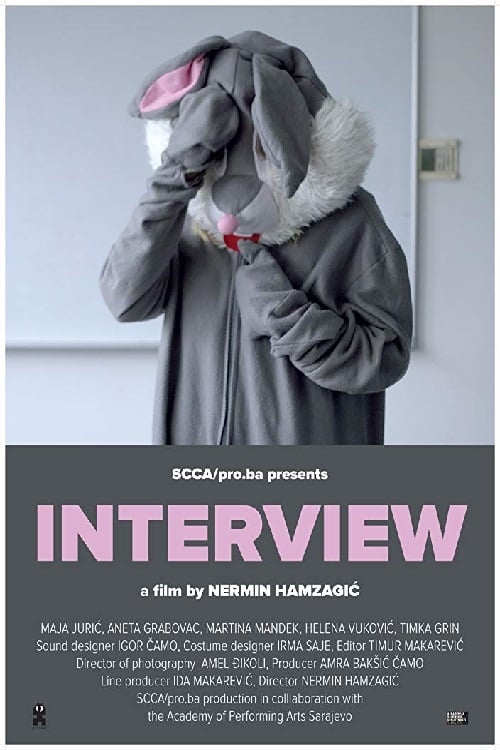 SCCA/pro.ba presents
INTERVIEW
a film by NERMIN HAMZAGIĆ
MAJA JURIĆ, ANETA GRABOVAC, MARTINA MANDEK, HELENA VUKOVIĆ, TIMKA GRIN
Sound designer IGOR ČAMO, Costume designer IRMA SAJE, Editor TIMUR MAKAREVIĆ
Director of photography AMEL ĐIKOLI, Producer AMRA BAKŠIĆ ČAMO
Line producer IDA MAKAREVIĆ, Director NERMIN HAMZAGIĆ
SCCA/pro.ba production in collaboration with
the Academy of Performing Arts Sarajevo